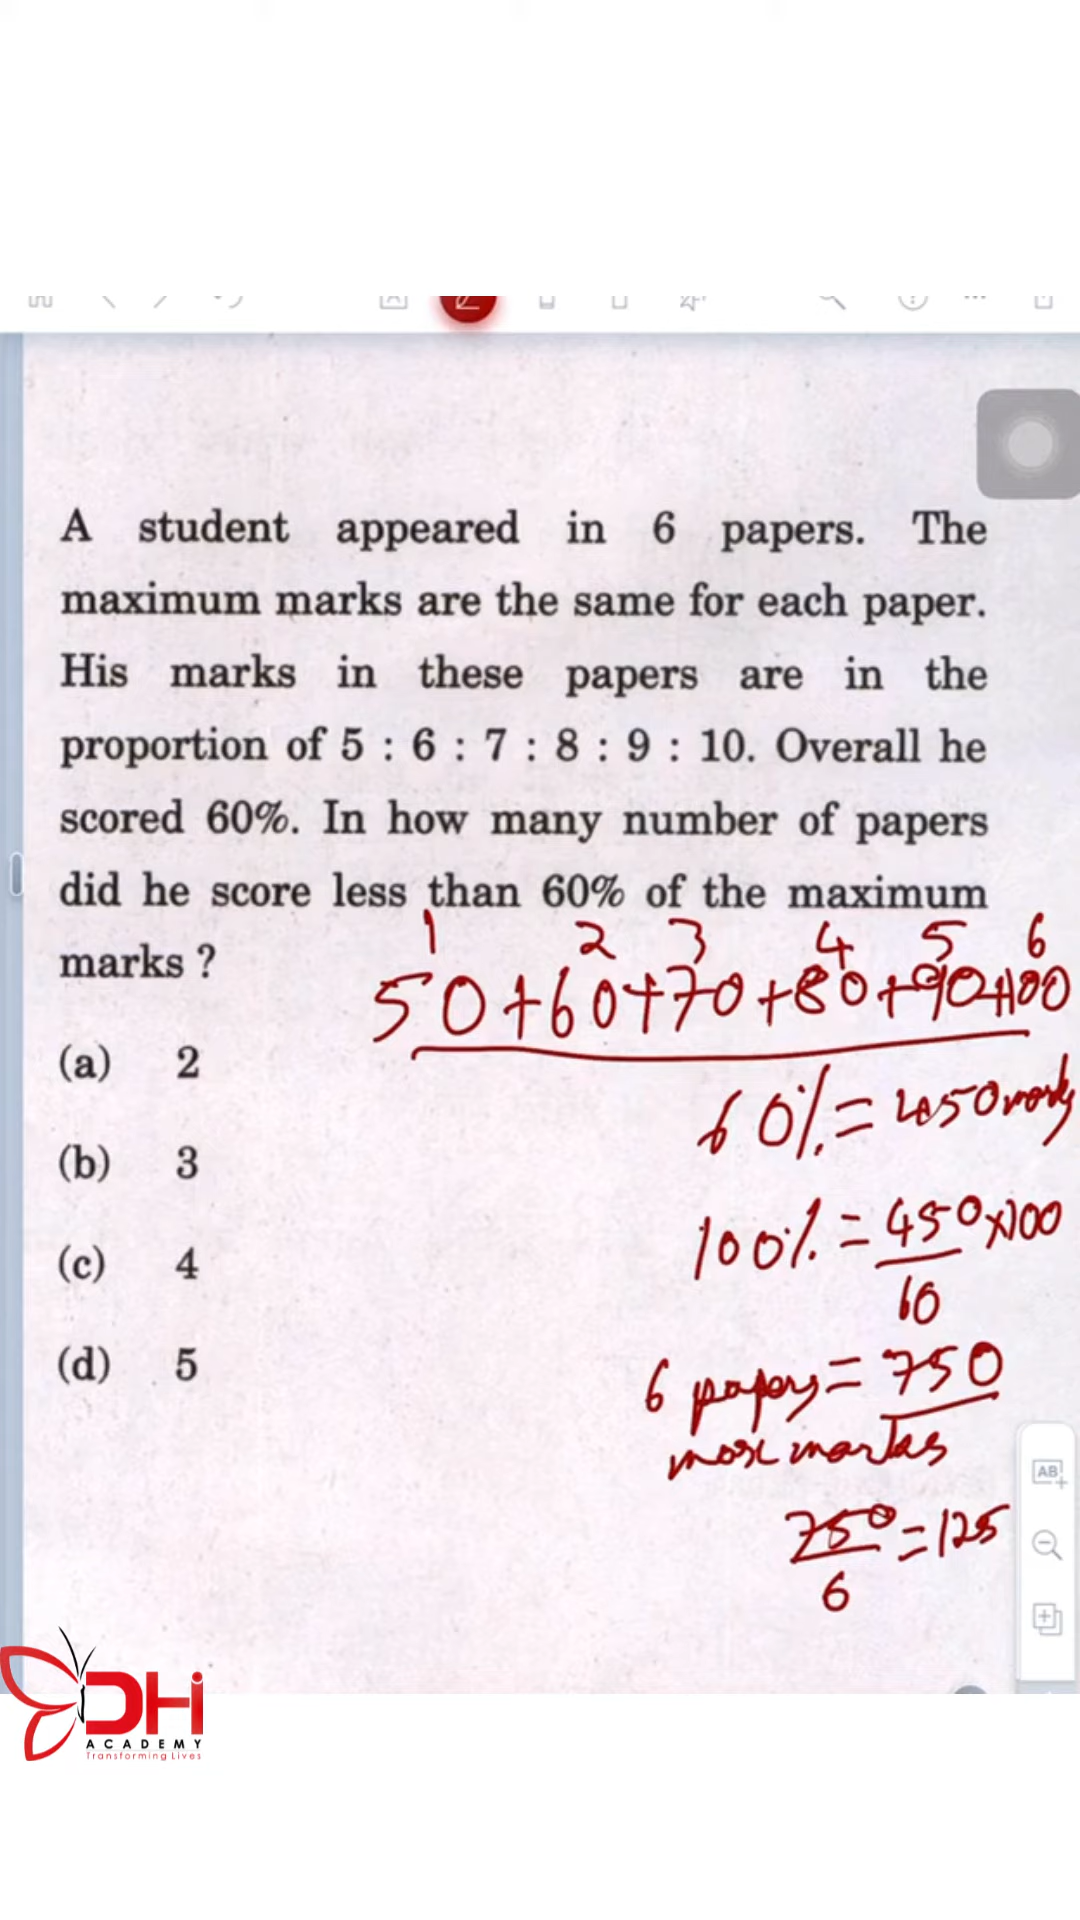 A student appeared in 6 papers. The
maximum marks are the same for each paper.
His marks in these papers are in the
proportion of 5 : 6 : 7 : 8 : 9 : 10. Overall he
scored 60%. In how many number of papers
did he score less than 60% of the maximum
marks ?
1 2 3 4 5 6
50+60+70+80+90+100
(a) 2
60%=450marks
(b) 3
100%=450×100
60
(c) 4
(d) 5
6 papers=750
max marks
750=125
6
AB
DHi
ACADEMY
Transforming Lives